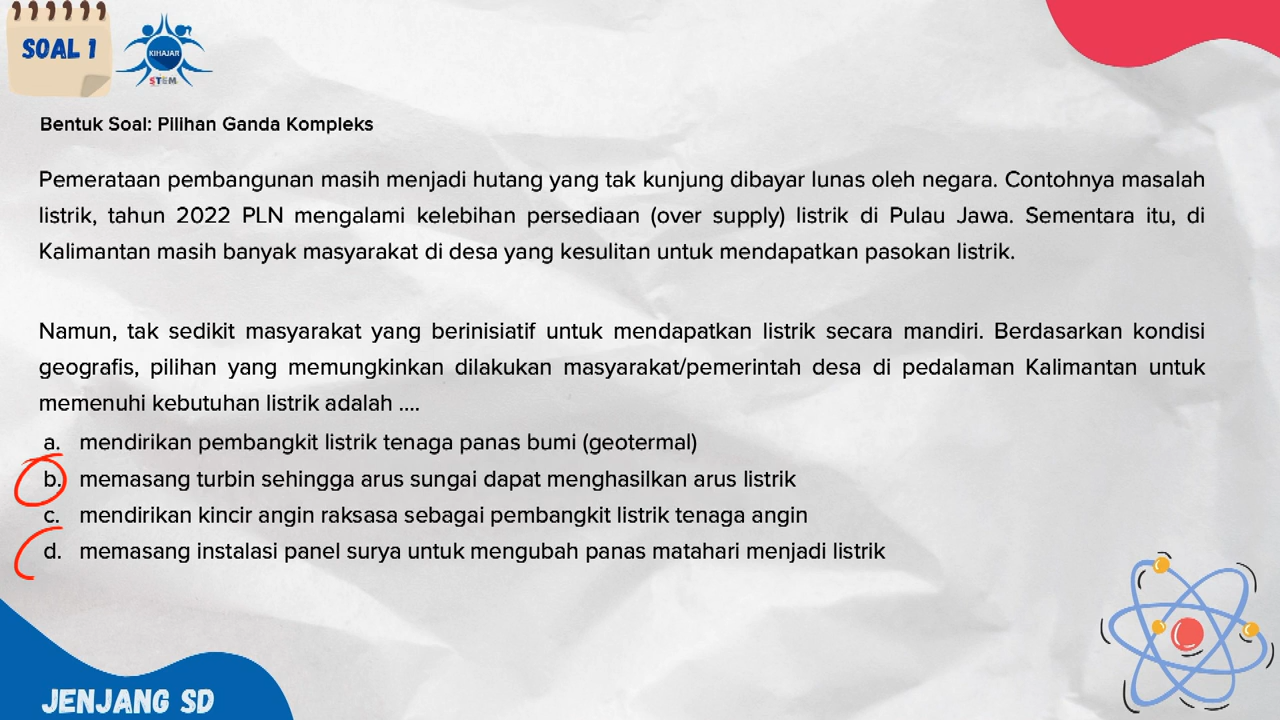 SOAL 1
KIHAJAR
STEM
Bentuk Soal: Pilihan Ganda Kompleks
Pemerataan pembangunan masih menjadi hutang yang tak kunjung dibayar lunas oleh negara. Contohnya masalah
listrik, tahun 2022 PLN mengalami kelebihan persediaan (over supply) listrik di Pulau Jawa. Sementara itu, di
Kalimantan masih banyak masyarakat di desa yang kesulitan untuk mendapatkan pasokan listrik.
Namun, tak sedikit masyarakat yang berinisiatif untuk mendapatkan listrik secara mandiri. Berdasarkan kondisi
geografis, pilihan yang memungkinkan dilakukan masyarakat/pemerintah desa di pedalaman Kalimantan untuk
memenuhi kebutuhan listrik adalah ....
a. mendirikan pembangkit listrik tenaga panas bumi (geotermal)
b. memasang turbin sehingga arus sungai dapat menghasilkan arus listrik
c. mendirikan kincir angin raksasa sebagai pembangkit listrik tenaga angin
d. memasang instalasi panel surya untuk mengubah panas matahari menjadi listrik
JENJANG SD